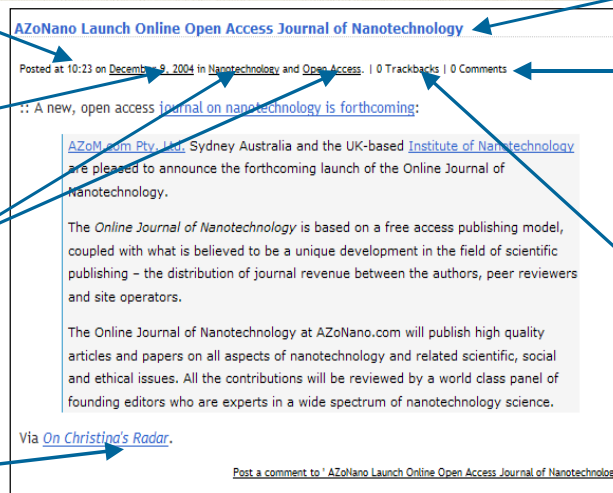 AZoNano Launch Online Open Access Journal of Nanotechnology
Posted at 10:23 on December 9, 2004 in Nanotechnology and Open Access. | 0 Trackbacks | 0 Comments
:: A new, open access journal on nanotechnology is forthcoming:
AZoM.com Pty. Ltd. Sydney Australia and the UK-based Institute of Nanotechnology
are pleased to announce the forthcoming launch of the Online Journal of
Nanotechnology.
The Online Journal of Nanotechnology is based on a free access publishing model,
coupled with what is believed to be a unique development in the field of scientific
publishing – the distribution of journal revenue between the authors, peer reviewers
and site operators.
The Online Journal of Nanotechnology at AZoNano.com will publish high quality
articles and papers on all aspects of nanotechnology and related scientific, social
and ethical issues. All the contributions will be reviewed by a world class panel of
founding editors who are experts in a wide spectrum of nanotechnology science.
Via On Christina's Radar.
Post a comment to ' AZoNano Launch Online Open Access Journal of Nanotechnolog